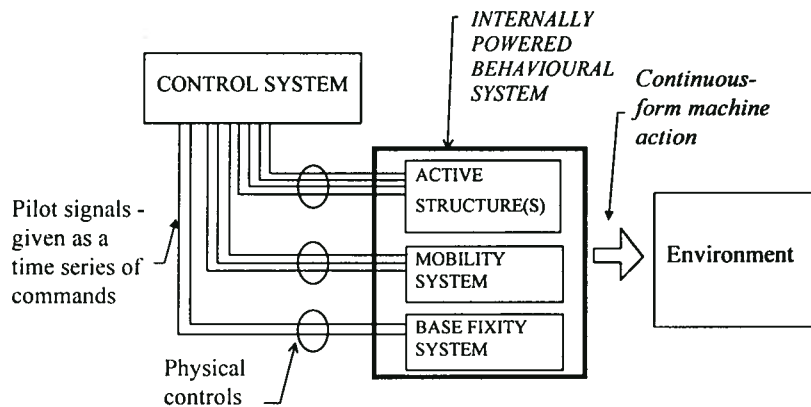 INTERNALLY
POWERED
BEHAVIOURAL
SYSTEM
CONTROL SYSTEM
Continuous-
form machine
action
ACTIVE
STRUCTURE(S)
Pilot signals -
given as a
time series of
commands
MOBILITY
SYSTEM
Environment
BASE FIXITY
SYSTEM
Physical
controls